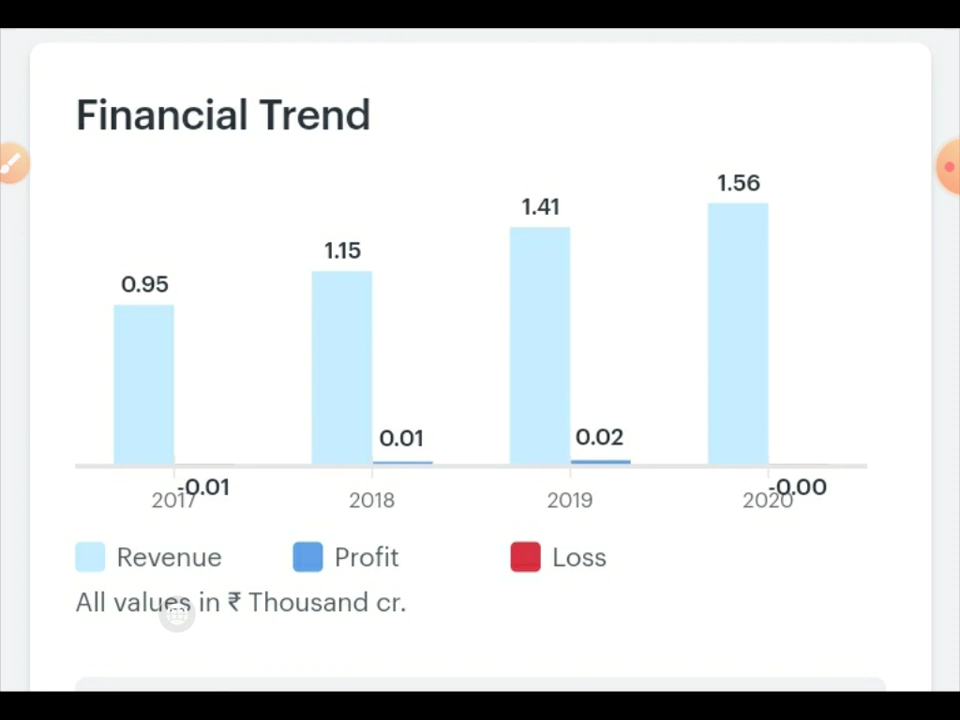 Financial Trend
0.95
1.15
1.41
1.56
-0.01
0.01
0.02
-0.00
2017
2018
2019
2020
Revenue
Profit
Loss
All values in ₹ Thousand cr.